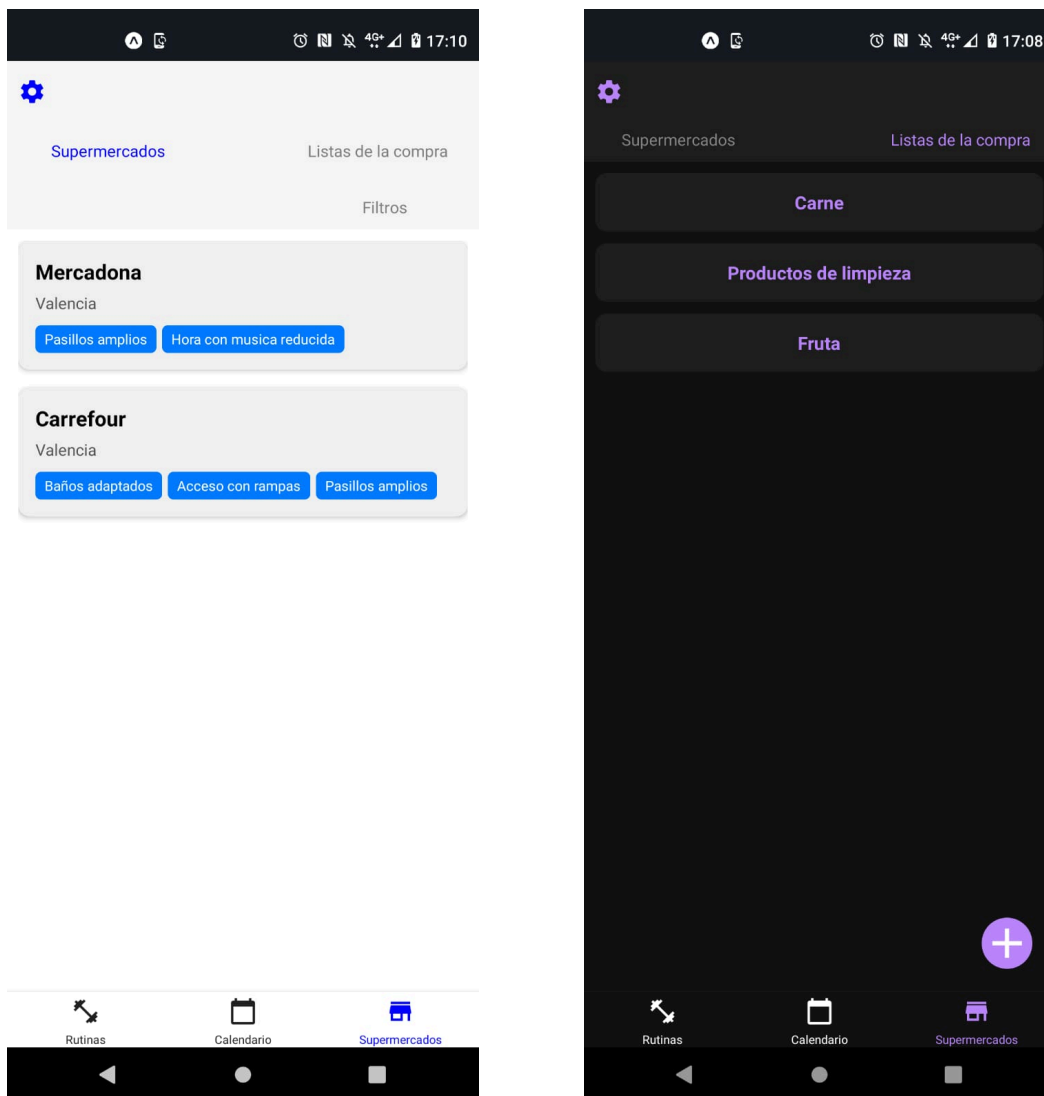 4G+ 17:10
Supermercados Listas de la compra
Filtros
Mercadona
Valencia
Pasillos amplios Hora con musica reducida
Carrefour
Valencia
Baños adaptados Acceso con rampas Pasillos amplios
Rutinas Calendario Supermercados
4G+ 17:08
Supermercados Listas de la compra
Carne
Productos de limpieza
Fruta
Rutinas Calendario Supermercados